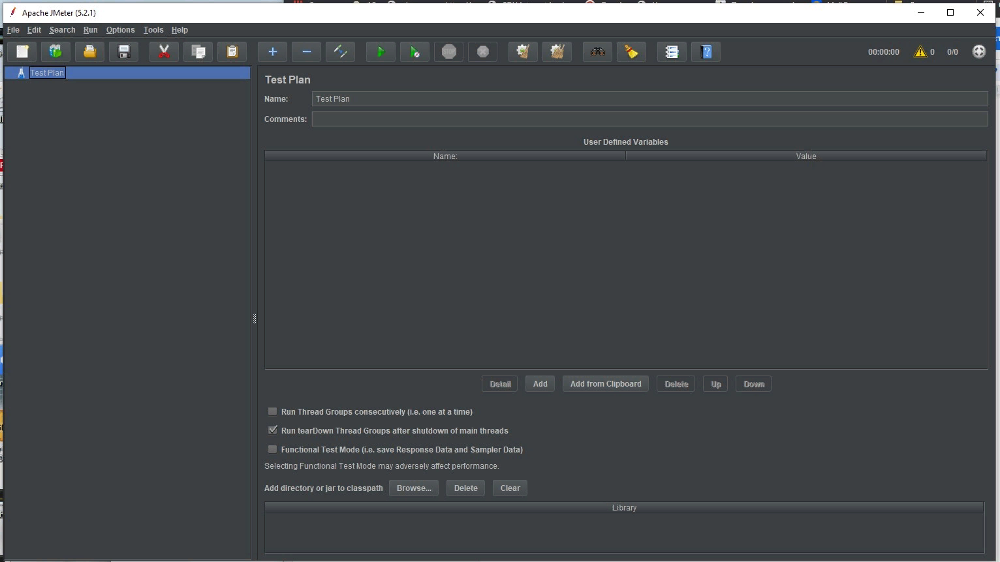 Apache JMeter (5.2.1)
File Edit Search Run Options Tools Help
00:00:00 0 0/0
Test Plan
Test Plan
Name: Test Plan
Comments:
User Defined Variables
Name: Value
Detail Add Add from Clipboard Delete Up Down
Run Thread Groups consecutively (i.e. one at a time)
Run tearDown Thread Groups after shutdown of main threads
Functional Test Mode (i.e. save Response Data and Sampler Data)
Selecting Functional Test Mode may adversely affect performance.
Add directory or jar to classpath Browse... Delete Clear
Library